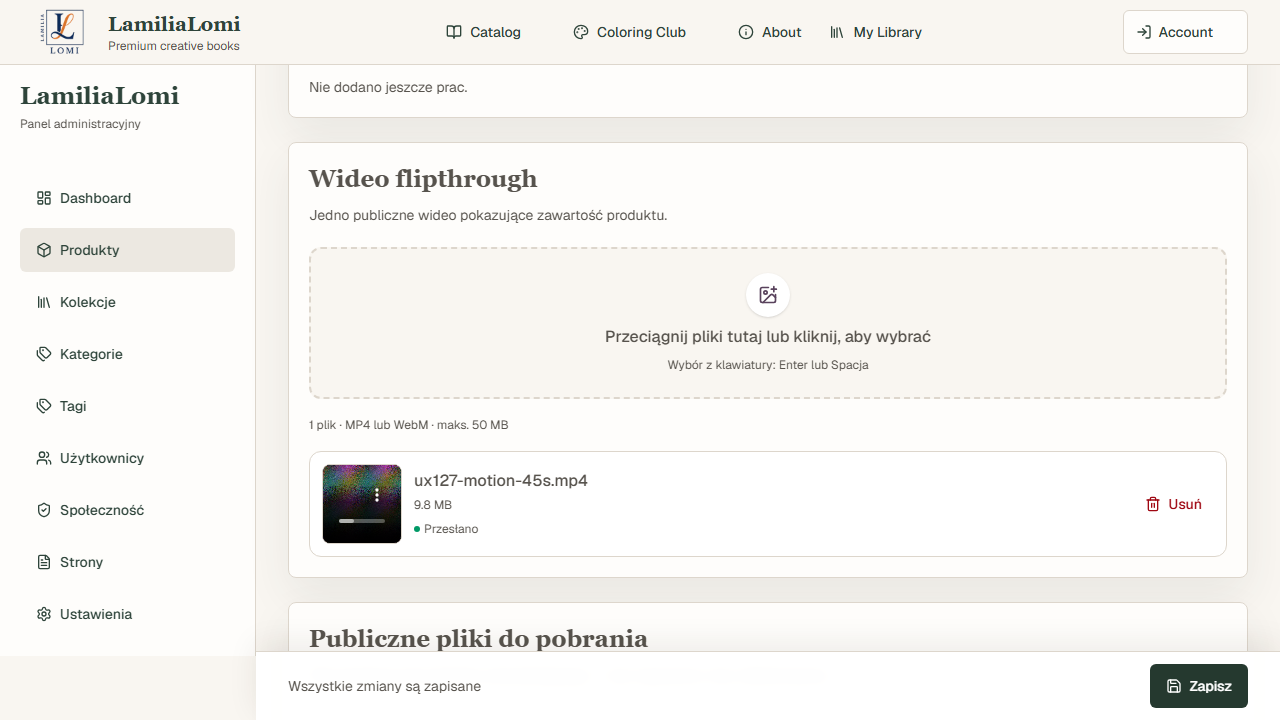 LAMILIA
LOMI
LamiliaLomi
Premium creative books
Catalog
Coloring Club
About
My Library
Account
LamiliaLomi
Panel administracyjny
Dashboard
Produkty
Kolekcje
Kategorie
Tagi
Użytkownicy
Społeczność
Strony
Ustawienia
Nie dodano jeszcze prac.
Wideo flipthrough
Jedno publiczne wideo pokazujące zawartość produktu.
Przeciągnij pliki tutaj lub kliknij, aby wybrać
Wybór z klawiatury: Enter lub Spacja
1 plik · MP4 lub WebM · maks. 50 MB
ux127-motion-45s.mp4
9.8 MB
Przesłano
Usuń
Publiczne pliki do pobrania
Wszystkie zmiany są zapisane
Zapisz